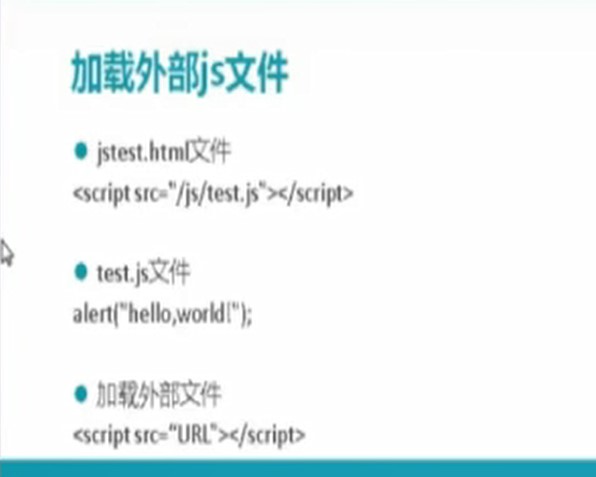 加载外部js文件
jstest.html文件
<script src="/js/test.js"></script>
test.js文件
alert("hello,world!");
加载外部文件
<script src="URL"></script>